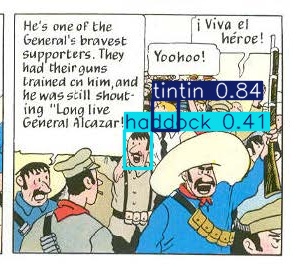 He's one of the
General's bravest
supporters. They
had their guns
trained on him, and
he was still shout-
ing "Long live
General Alcazar!"
¡Viva el
héroe!
Yoohoo!
tintin 0.84
haddock 0.41